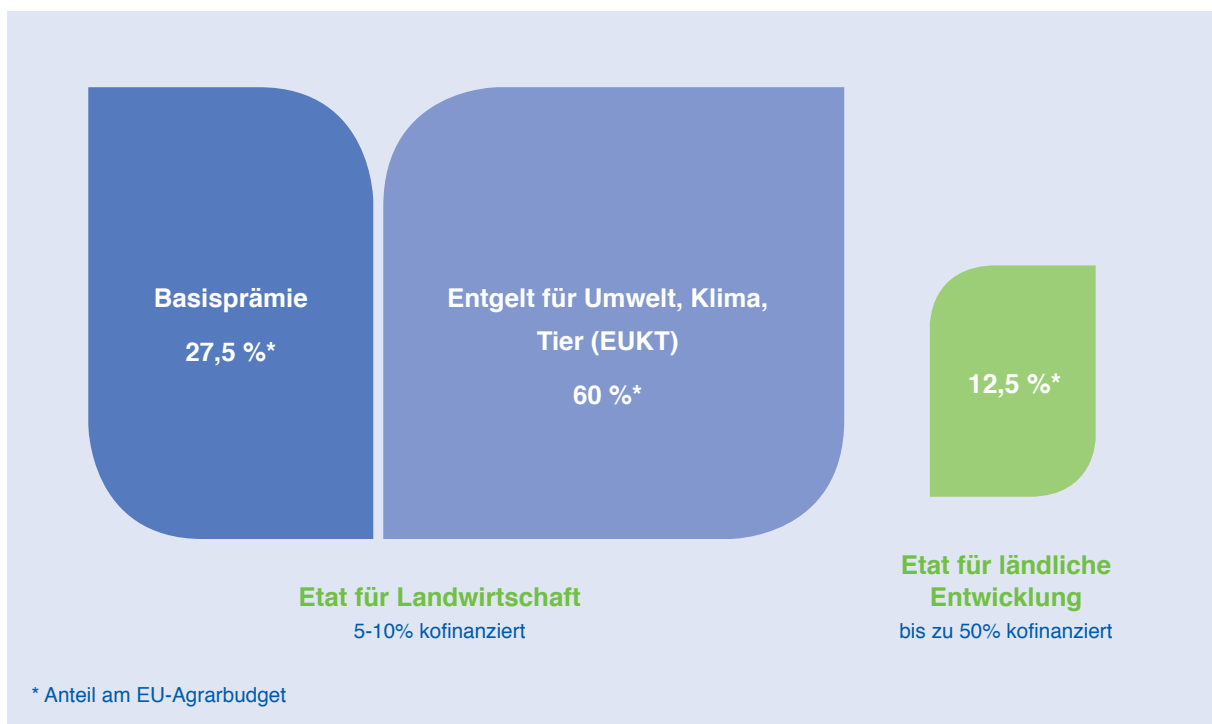 Basisprämie
27,5 %*
Entgelt für Umwelt, Klima,
Tier (EUKT)
60 %*
12,5 %*
Etat für Landwirtschaft
5-10% kofinanziert
Etat für ländliche
Entwicklung
bis zu 50% kofinanziert
* Anteil am EU-Agrarbudget